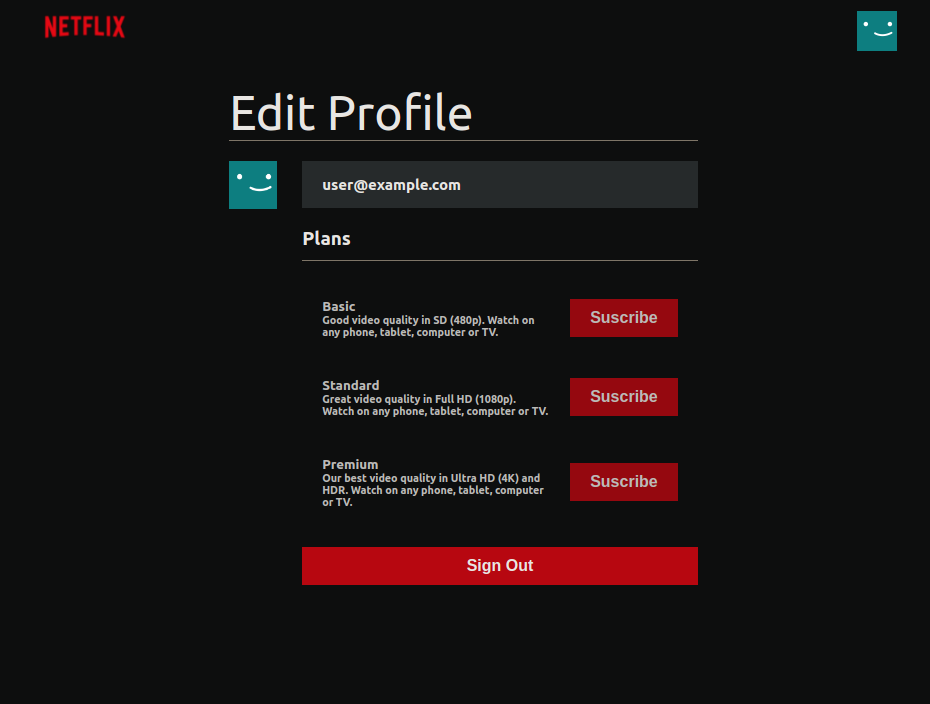 NETFLIX
Edit Profile
user@example.com
Plans
Basic
Good video quality in SD (480p). Watch on
any phone, tablet, computer or TV.
Suscribe
Standard
Great video quality in Full HD (1080p).
Watch on any phone, tablet, computer or TV.
Suscribe
Premium
Our best video quality in Ultra HD (4K) and
HDR. Watch on any phone, tablet, computer
or TV.
Suscribe
Sign Out